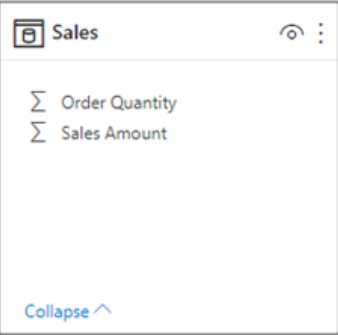 Sales
Σ Order Quantity
Σ Sales Amount
Collapse